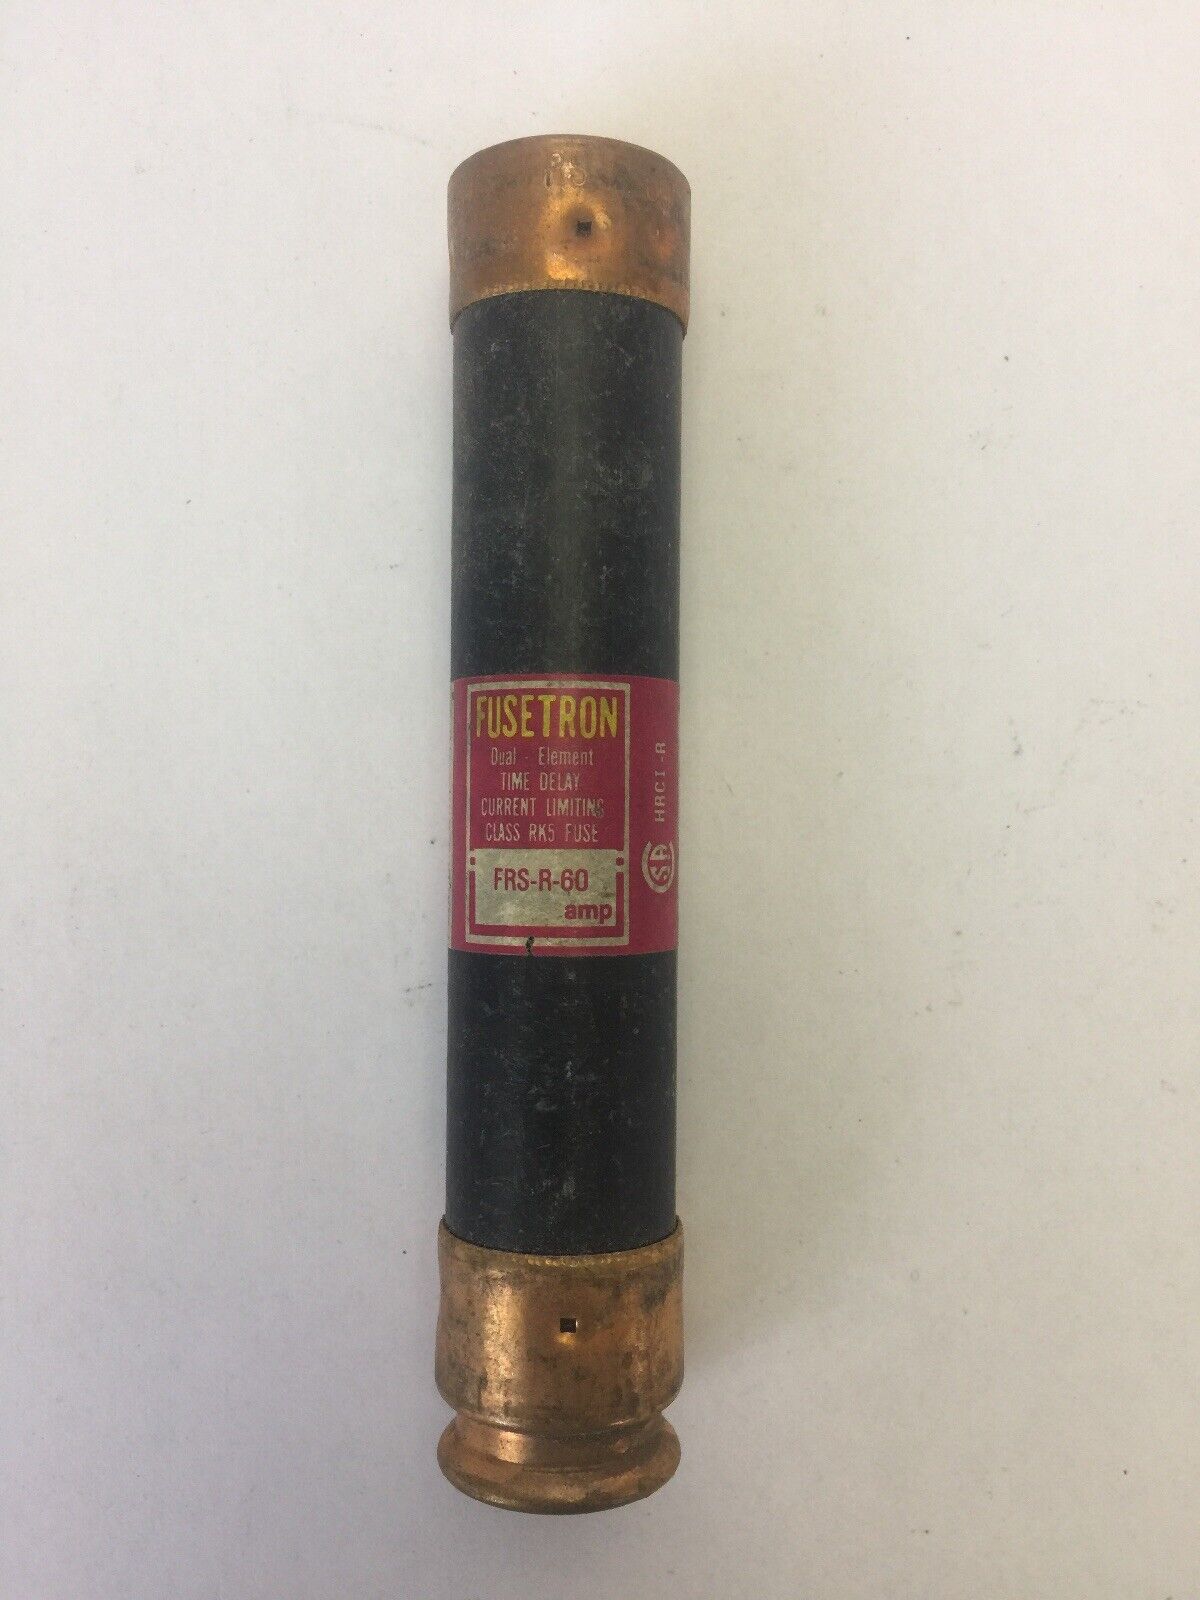 FUSETRON
Dual - Element
TIME DELAY
CURRENT LIMITING
CLASS RK5 FUSE
FRS-R-60
amp
HRCI-R